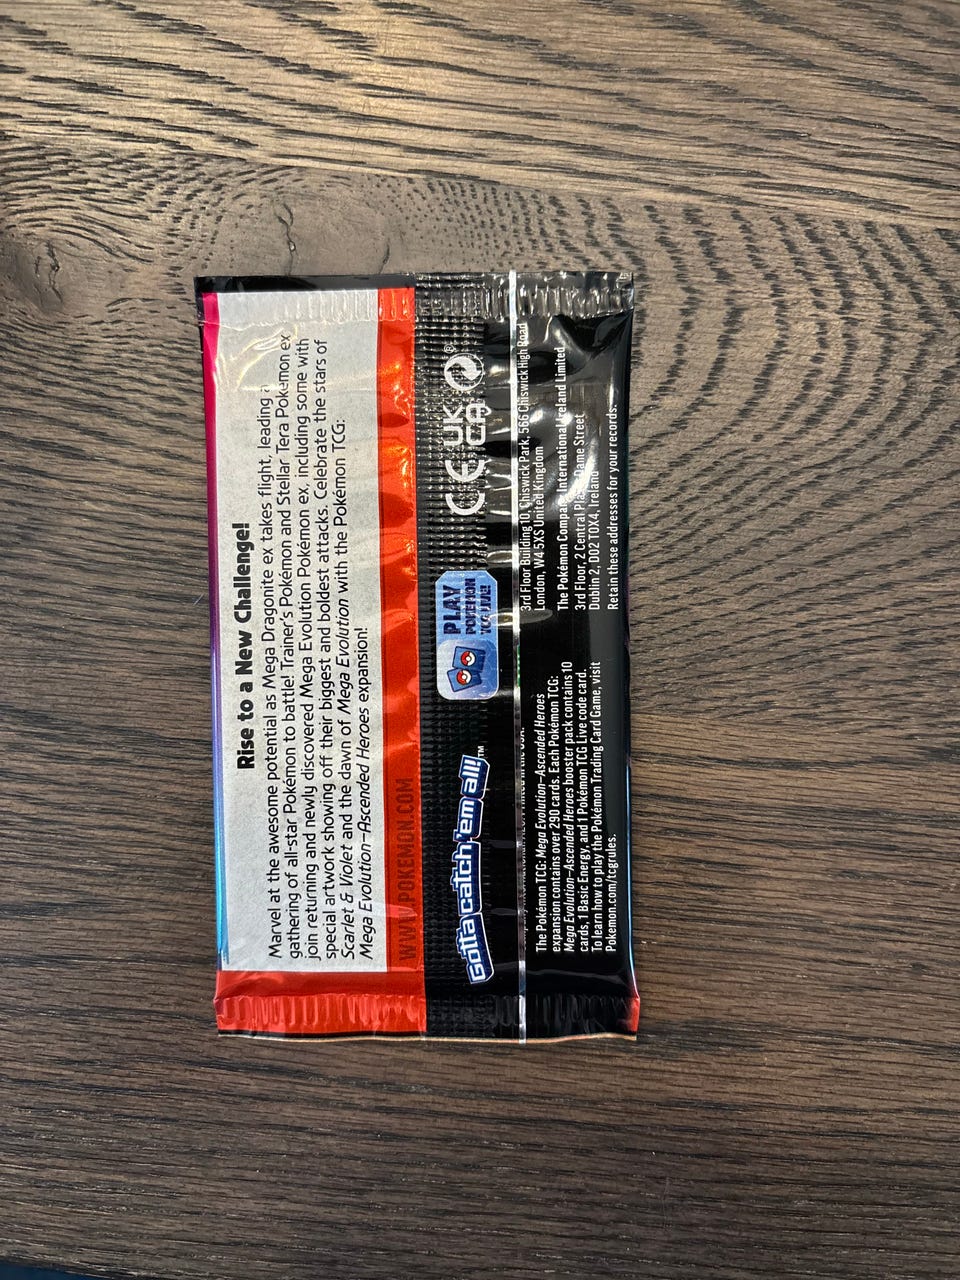 Rise to a New Challenge!
Marvel at the awesome potential as Mega Dragonite ex takes flight, leading a
gathering of all-star Pokémon to battle! Trainer's Pokémon and Stellar Tera Pokémon ex
join returning and newly discovered Mega Evolution Pokémon ex, including some with
special artwork showing off their biggest and boldest attacks. Celebrate the stars of
Scarlet & Violet and the dawn of Mega Evolution with the Pokémon TCG:
Mega Evolution—Ascended Heroes expansion!
WWW.POKEMON.COM
Gotta catch 'em all!™
PLAY
POKÉMON
TCG LIVE!
CE
UK
CA
®
Printed in the USA.
The Pokémon TCG: Mega Evolution—Ascended Heroes
expansion contains over 290 cards. Each Pokémon TCG:
Mega Evolution—Ascended Heroes booster pack contains 10
cards, 1 Basic Energy, and 1 Pokémon TCG Live code card.
To learn how to play the Pokémon Trading Card Game, visit
Pokemon.com/tcgrules.
3rd Floor Building 10, Chiswick Park, 566 Chiswick High Road
London, W4 5XS United Kingdom
The Pokémon Company International Ireland Limited
3rd Floor, 2 Central Plaza, Dame Street
Dublin 2, D02 T0X4, Ireland
Retain these addresses for your records.